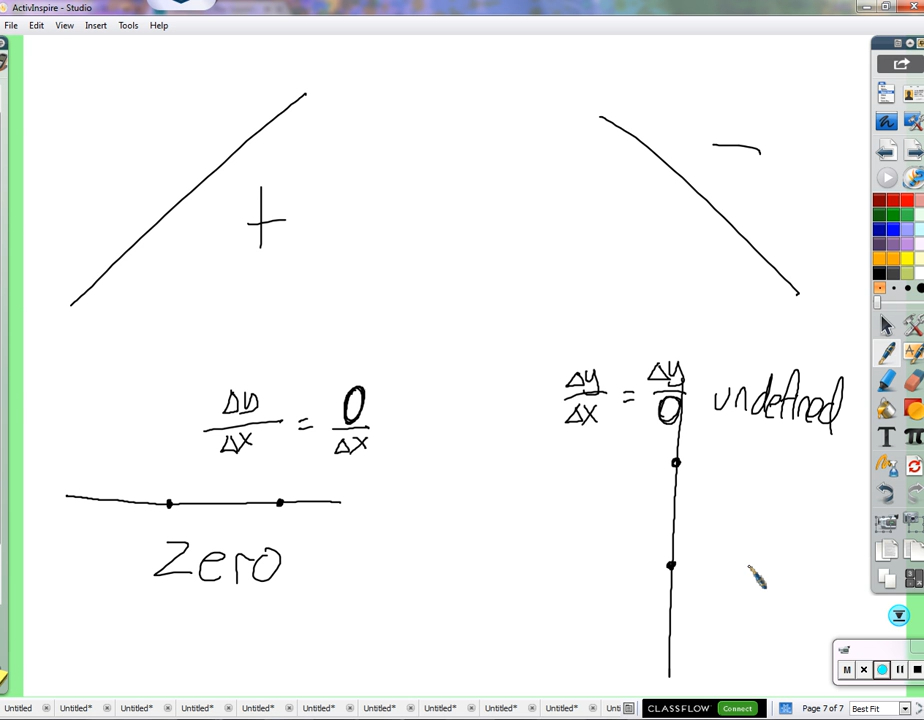 ActivInspire - Studio
File Edit View Insert Tools Help
+
−
Δy/Δx = 0/Δx
Δy/Δx = Δy/0 undefined
Zero
T
M
Untitled Untitled* Untitled* Untitled* Untitled* Untitled* Untitled* Untitled* Untitled* Untitled* Unti
CLASSFLOW Connect
Page 7 of 7 Best Fit